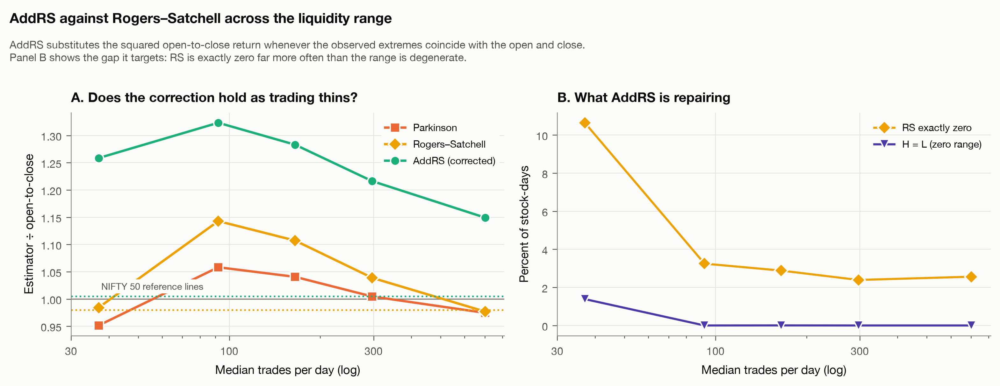 AddRS against Rogers–Satchell across the liquidity range
AddRS substitutes the squared open-to-close return whenever the observed extremes coincide with the open and close.
Panel B shows the gap it targets: RS is exactly zero far more often than the range is degenerate.
A. Does the correction hold as trading thins?
Estimator ÷ open-to-close
1.30
1.25
1.20
1.15
1.10
1.05
1.00
0.95
Parkinson
Rogers–Satchell
AddRS (corrected)
NIFTY 50 reference lines
30
100
300
Median trades per day (log)
B. What AddRS is repairing
Percent of stock-days
10
8
6
4
2
0
RS exactly zero
H = L (zero range)
30
100
300
Median trades per day (log)